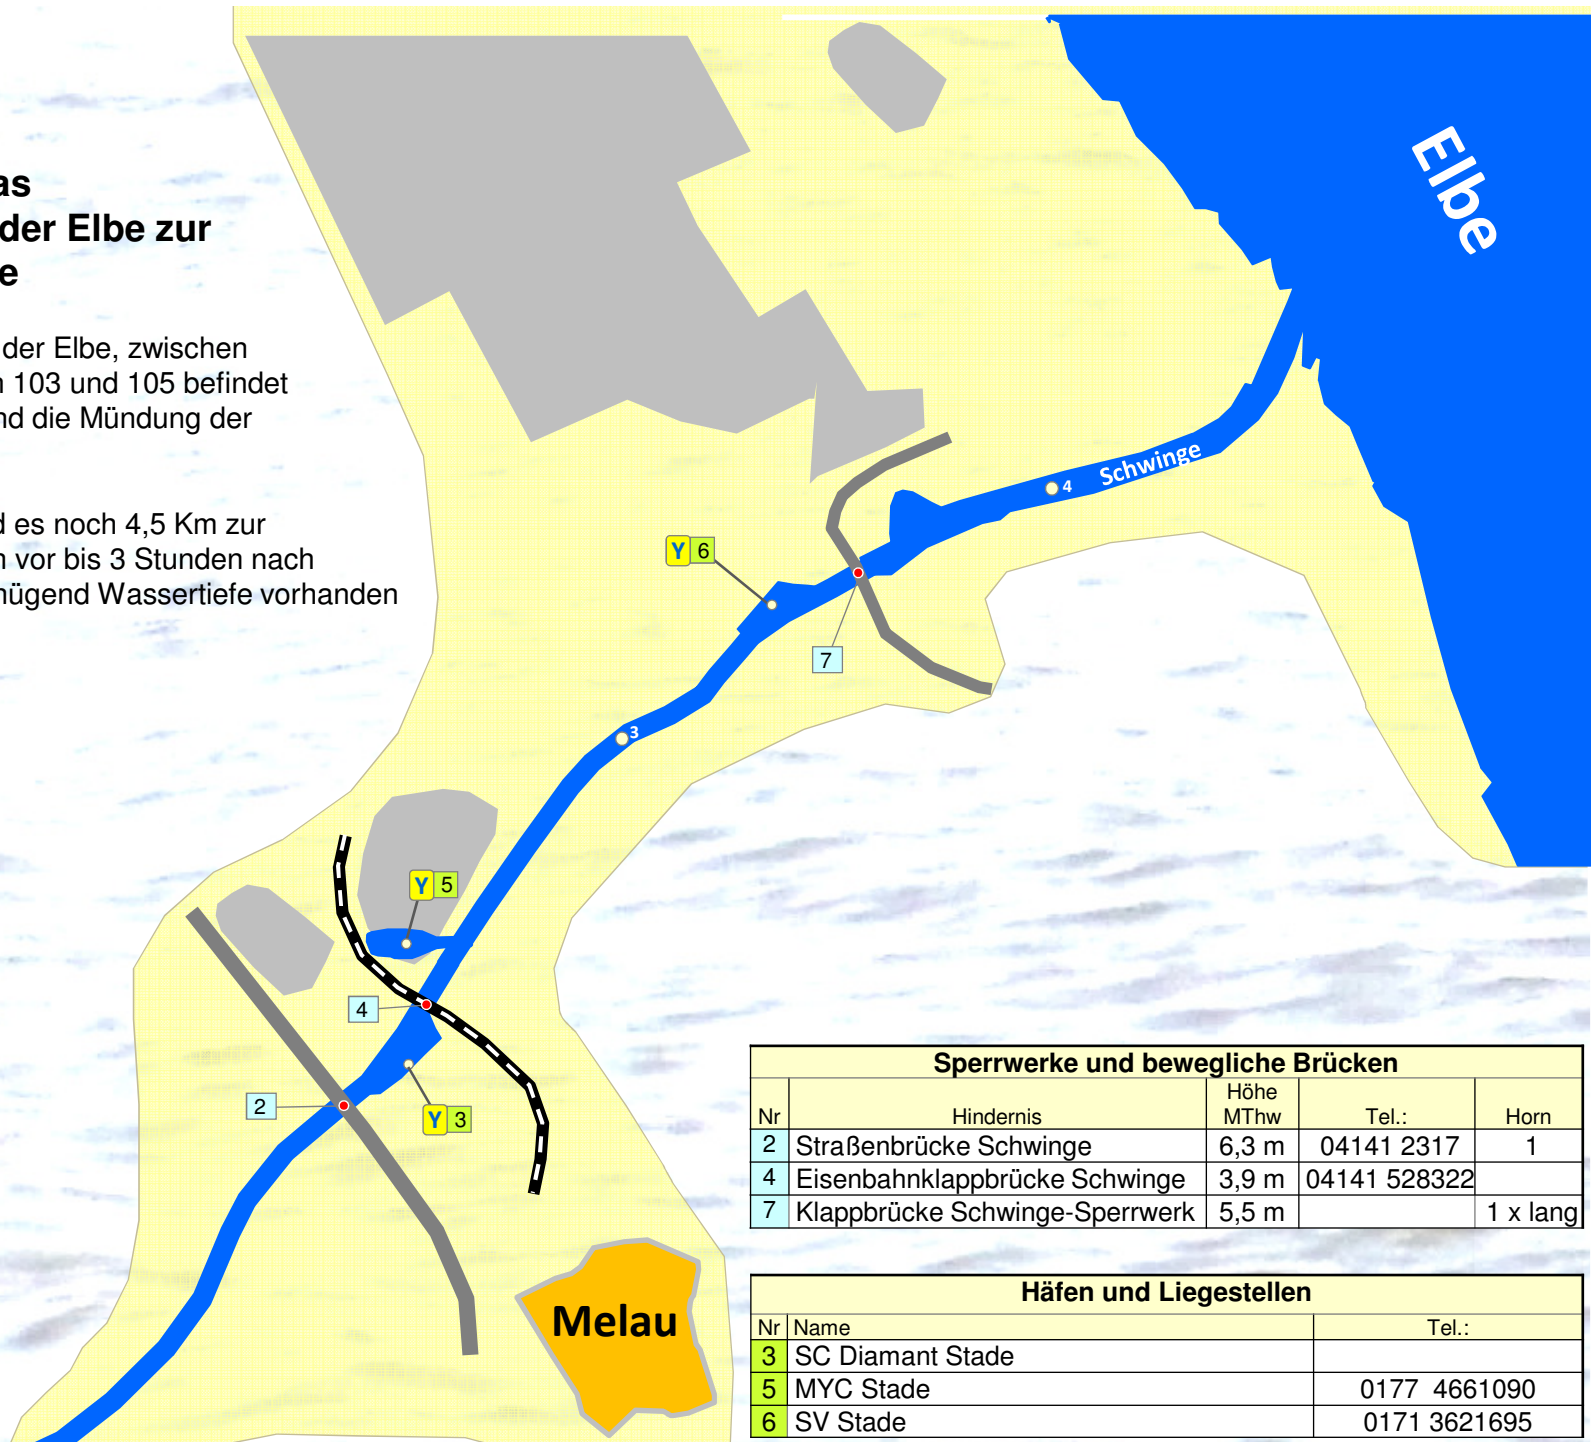 as
der Elbe zur
e
der Elbe, zwischen
n 103 und 105 befindet
nd die Mündung der
d es noch 4,5 Km zur
n vor bis 3 Stunden nach
nügend Wassertiefe vorhanden
Elbe
Schwinge
4
Y 6
7
3
Y 5
4
2
Y 3
Melau
Sperrwerke und bewegliche Brücken
Nr Hindernis Höhe MThw Tel.: Horn
2 Straßenbrücke Schwinge 6,3 m 04141 2317 1
4 Eisenbahnklappbrücke Schwinge 3,9 m 04141 528322
7 Klappbrücke Schwinge-Sperrwerk 5,5 m 1 x lang
Häfen und Liegestellen
Nr Name Tel.:
3 SC Diamant Stade
5 MYC Stade 0177 4661090
6 SV Stade 0171 3621695